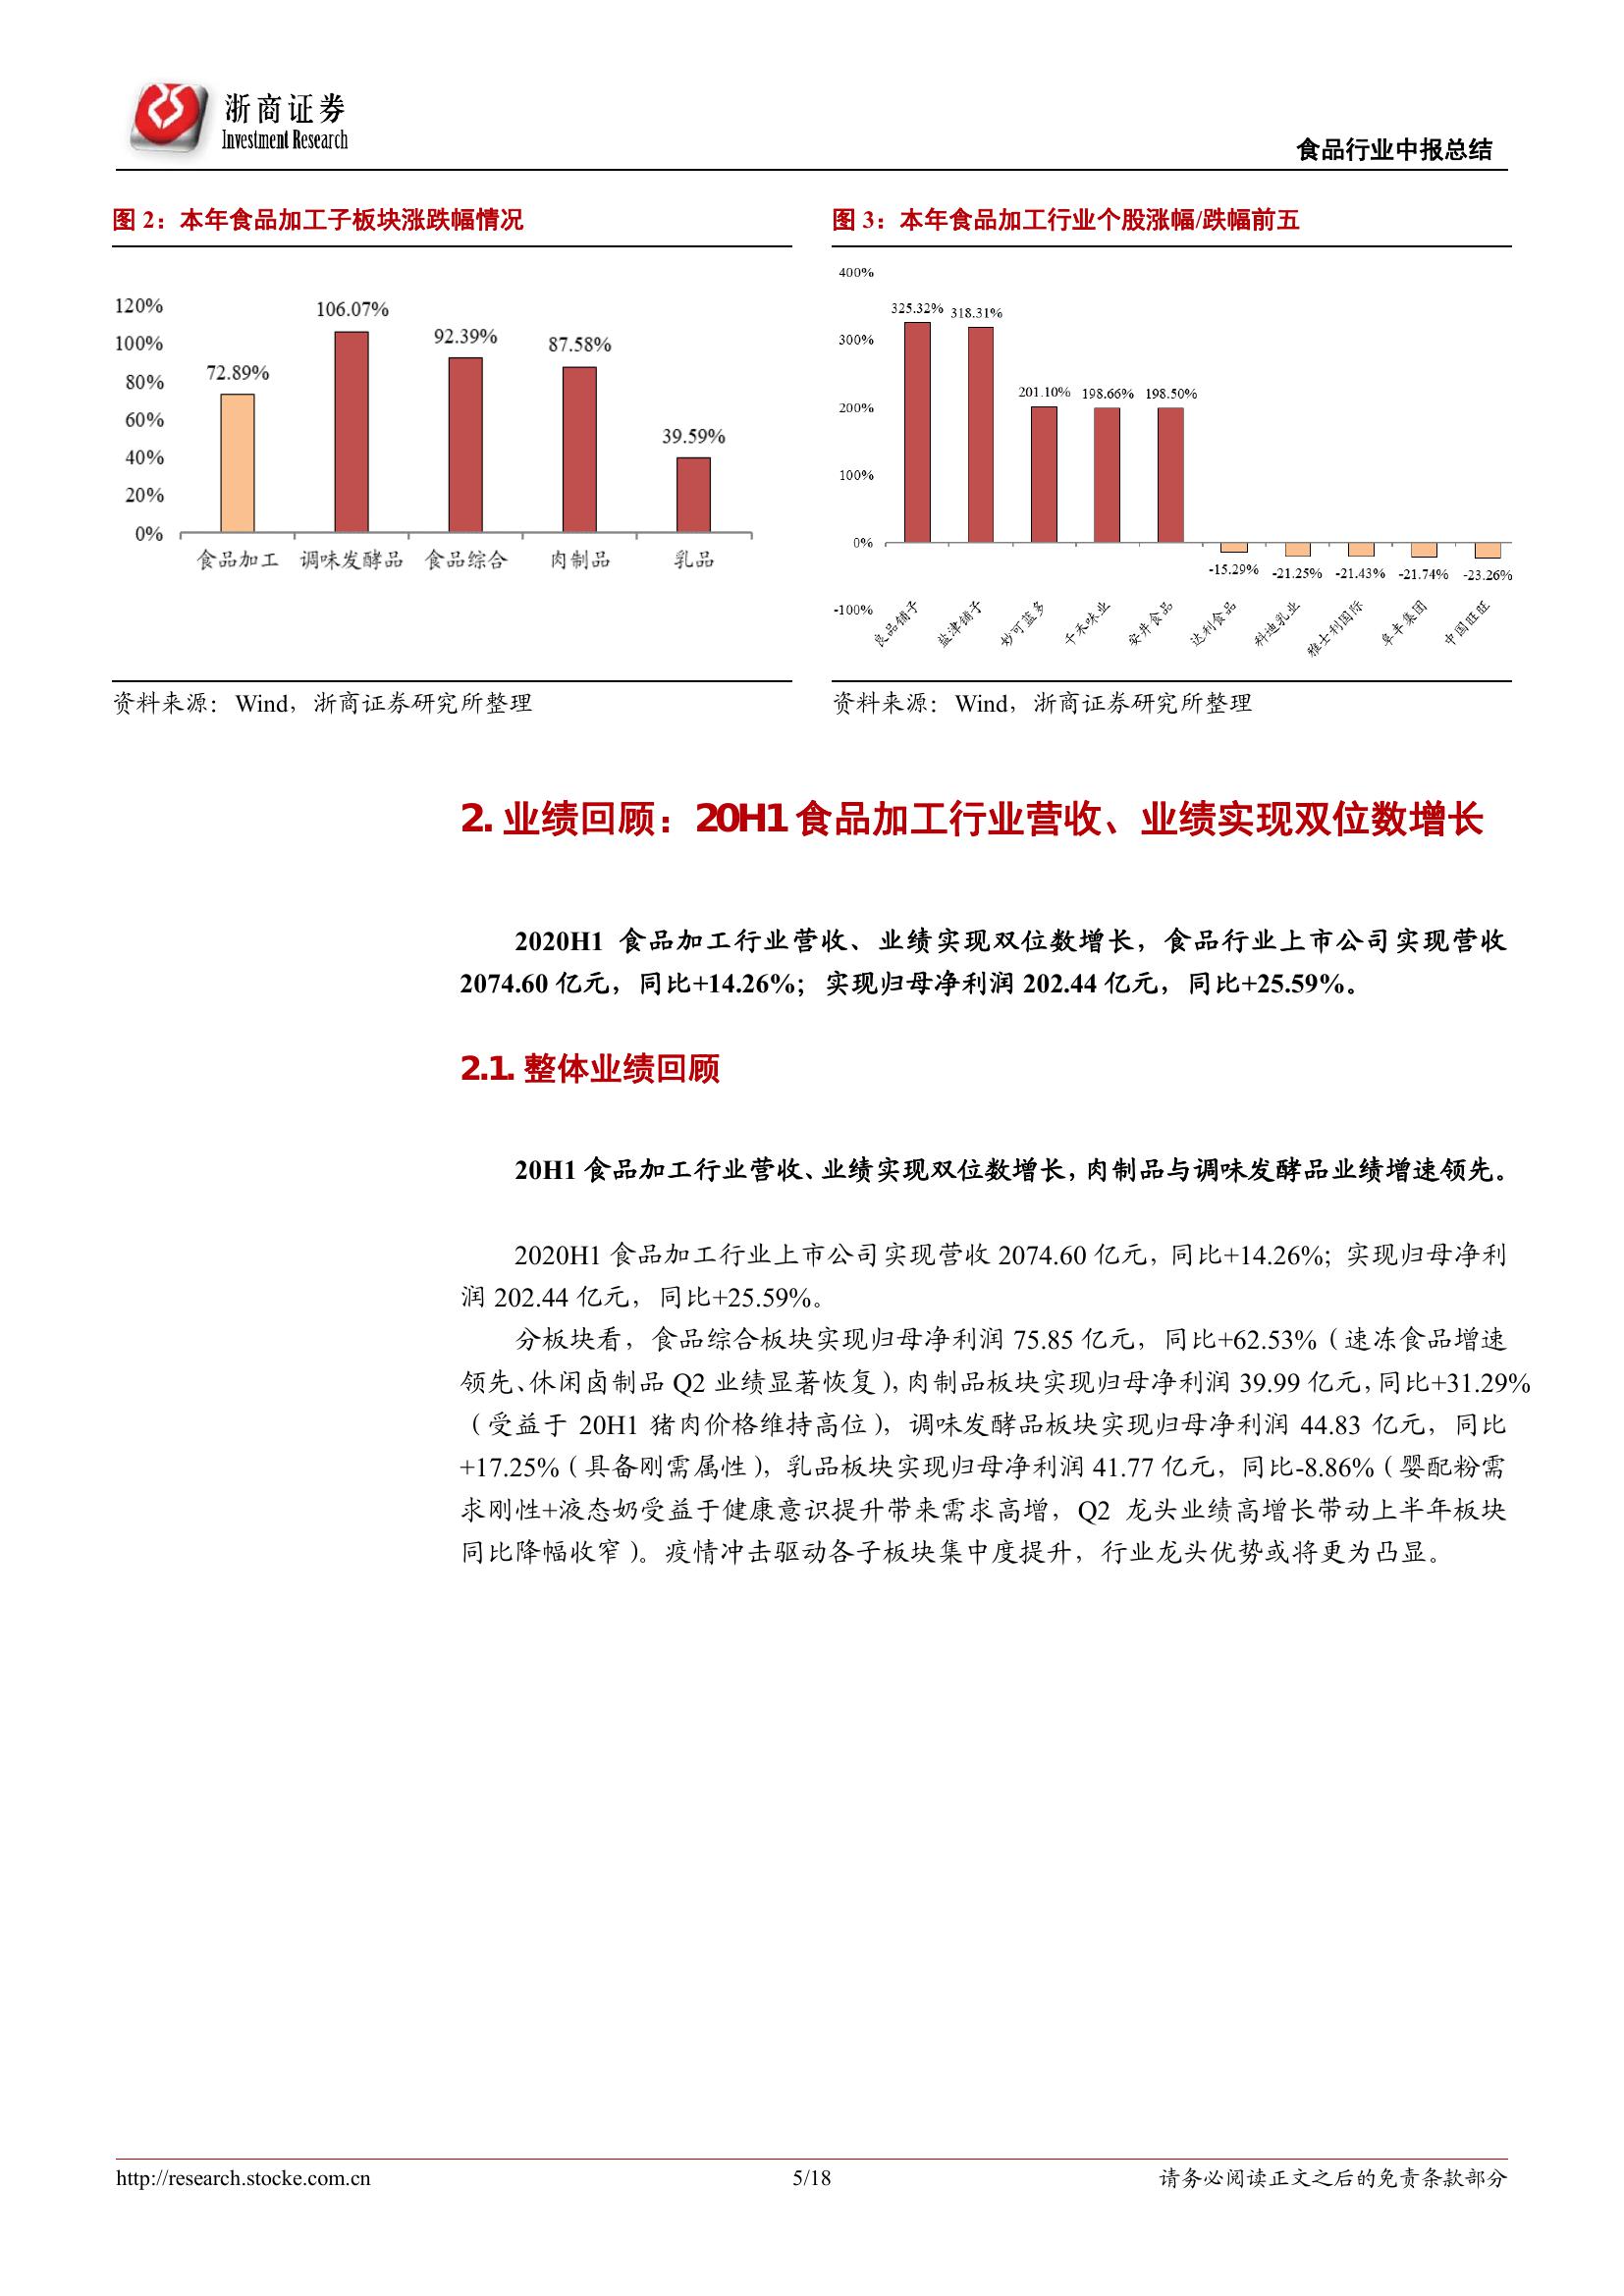 浙商证券
Investment Research
食品行业中报总结
图 2：本年食品加工子板块涨跌幅情况
120%
100%
80%
60%
40%
20%
0%
72.89%
106.07%
92.39%
87.58%
39.59%
食品加工
调味发酵品
食品综合
肉制品
乳品
资料来源：Wind，浙商证券研究所整理
图 3：本年食品加工行业个股涨幅/跌幅前五
400%
300%
200%
100%
0%
-100%
325.32%
318.31%
201.10%
198.66%
198.50%
-15.29%
-21.25%
-21.43%
-21.74%
-23.26%
良品铺子
盐津铺子
妙可蓝多
千禾味业
安井食品
达利食品
科迪乳业
雅士利国际
阜丰集团
中国旺旺
资料来源：Wind，浙商证券研究所整理
2. 业绩回顾：20H1 食品加工行业营收、业绩实现双位数增长
2020H1 食品加工行业营收、业绩实现双位数增长，食品行业上市公司实现营收
2074.60 亿元，同比+14.26%；实现归母净利润 202.44 亿元，同比+25.59%。
2.1. 整体业绩回顾
20H1 食品加工行业营收、业绩实现双位数增长，肉制品与调味发酵品业绩增速领先。
2020H1 食品加工行业上市公司实现营收 2074.60 亿元，同比+14.26%；实现归母净利
润 202.44 亿元，同比+25.59%。
分板块看，食品综合板块实现归母净利润 75.85 亿元，同比+62.53%（速冻食品增速
领先、休闲卤制品 Q2 业绩显著恢复），肉制品板块实现归母净利润 39.99 亿元，同比+31.29%
（受益于 20H1 猪肉价格维持高位），调味发酵品板块实现归母净利润 44.83 亿元，同比
+17.25%（具备刚需属性），乳品板块实现归母净利润 41.77 亿元，同比-8.86%（婴配粉需
求刚性+液态奶受益于健康意识提升带来需求高增，Q2 龙头业绩高增长带动上半年板块
同比降幅收窄）。疫情冲击驱动各子板块集中度提升，行业龙头优势或将更为凸显。
http://research.stocke.com.cn
5/18
请务必阅读正文之后的免责条款部分